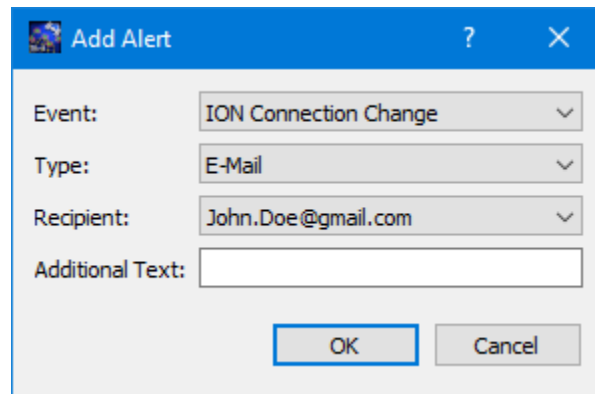 Add Alert ?
Event: ION Connection Change
Type: E-Mail
Recipient: John.Doe@gmail.com
Additional Text:
OK Cancel